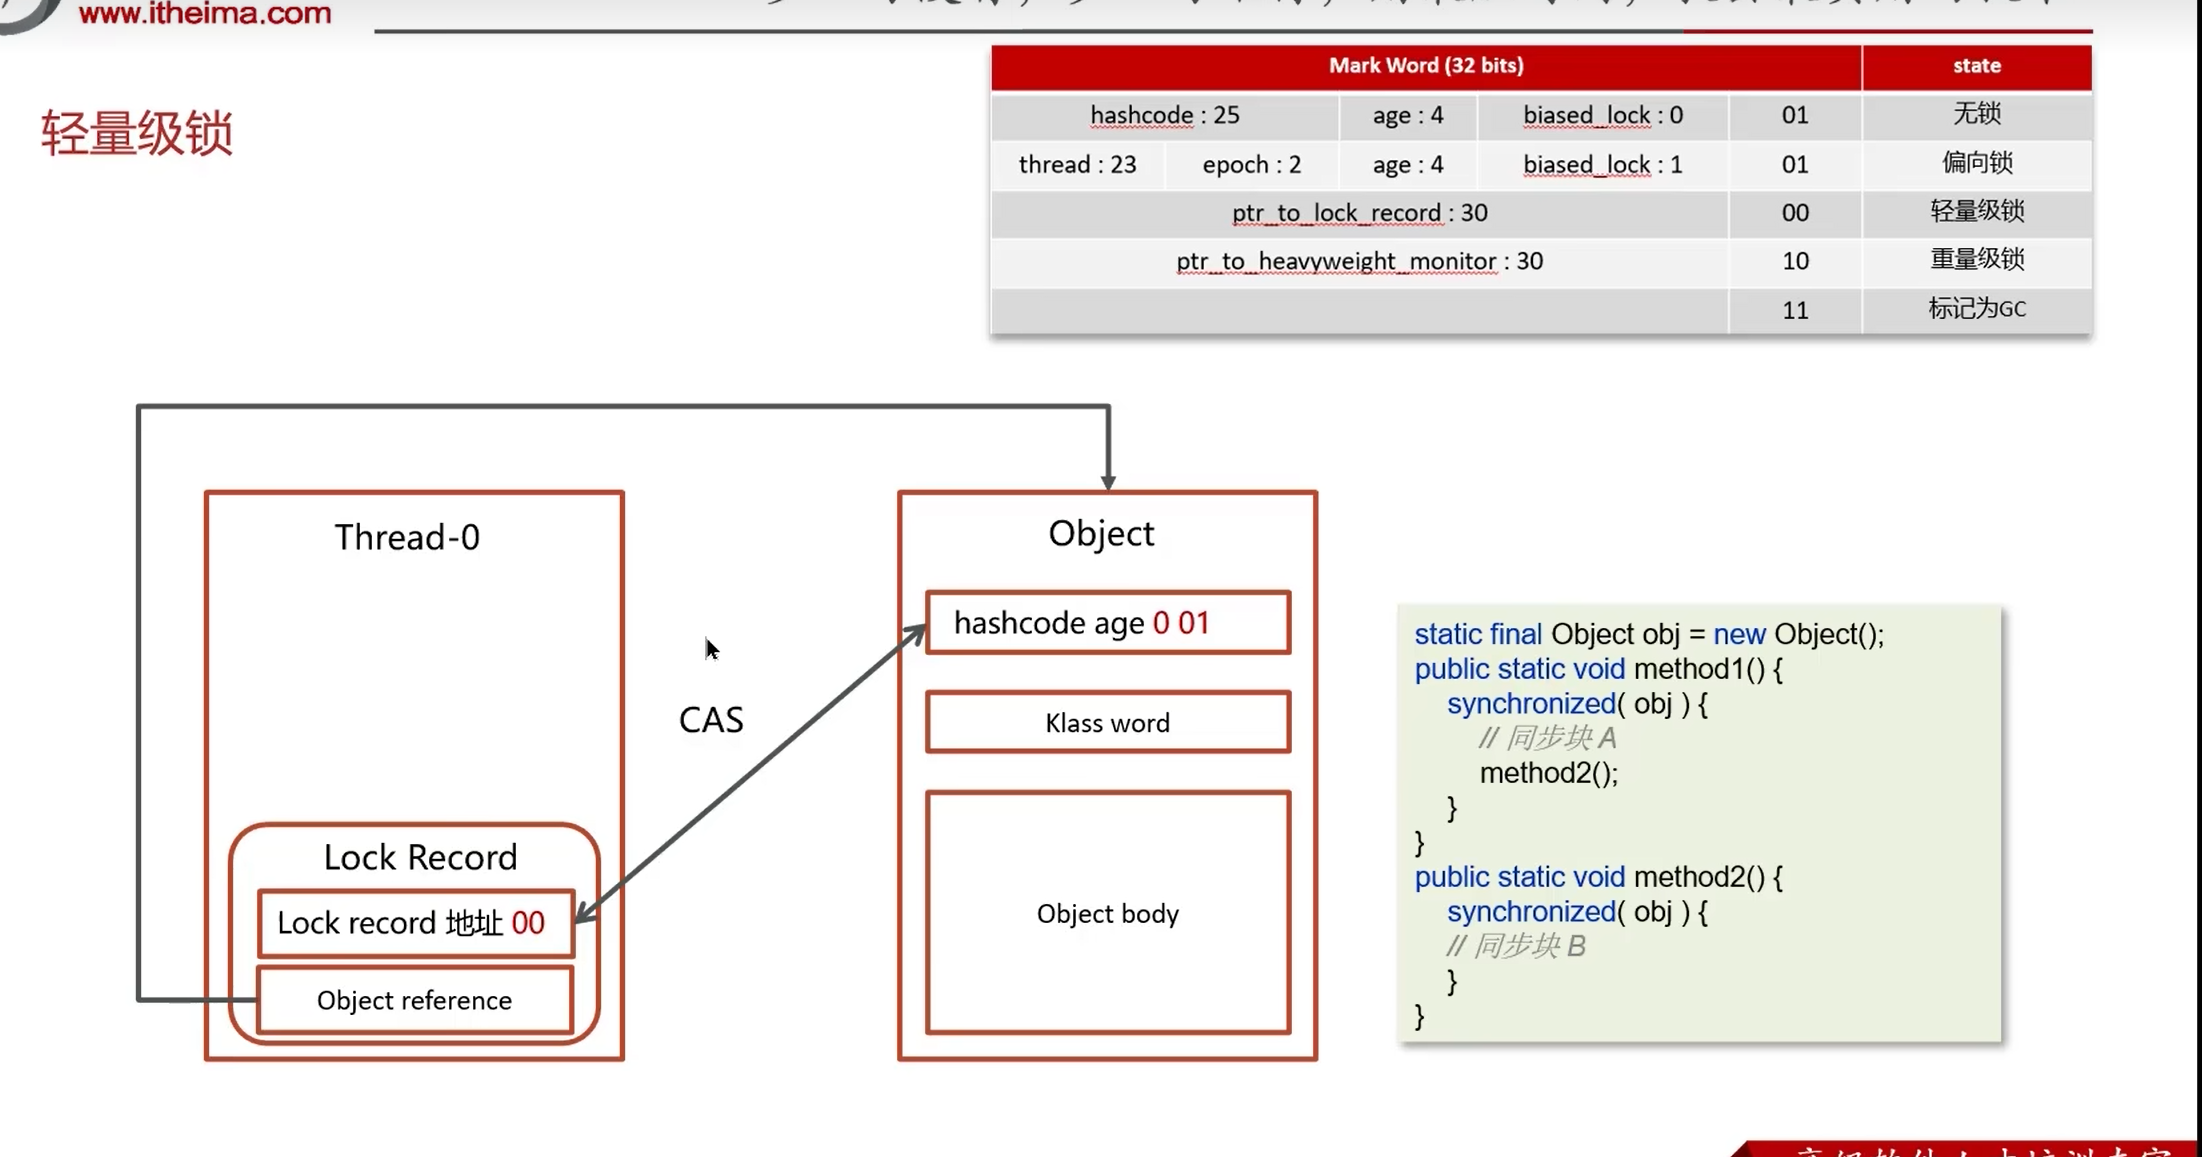 www.itheima.com
轻量级锁
Mark Word (32 bits) state
hashcode : 25 age : 4 biased_lock : 0 01 无锁
thread : 23 epoch : 2 age : 4 biased_lock : 1 01 偏向锁
ptr_to_lock_record : 30 00 轻量级锁
ptr_to_heavyweight_monitor : 30 10 重量级锁
11 标记为GC
Thread-0
Lock Record
Lock record 地址 00
Object reference
CAS
Object
hashcode age 0 01
Klass word
Object body
static final Object obj = new Object();
public static void method1() {
synchronized( obj ) {
// 同步块 A
method2();
}
}
public static void method2() {
synchronized( obj ) {
// 同步块 B
}
}